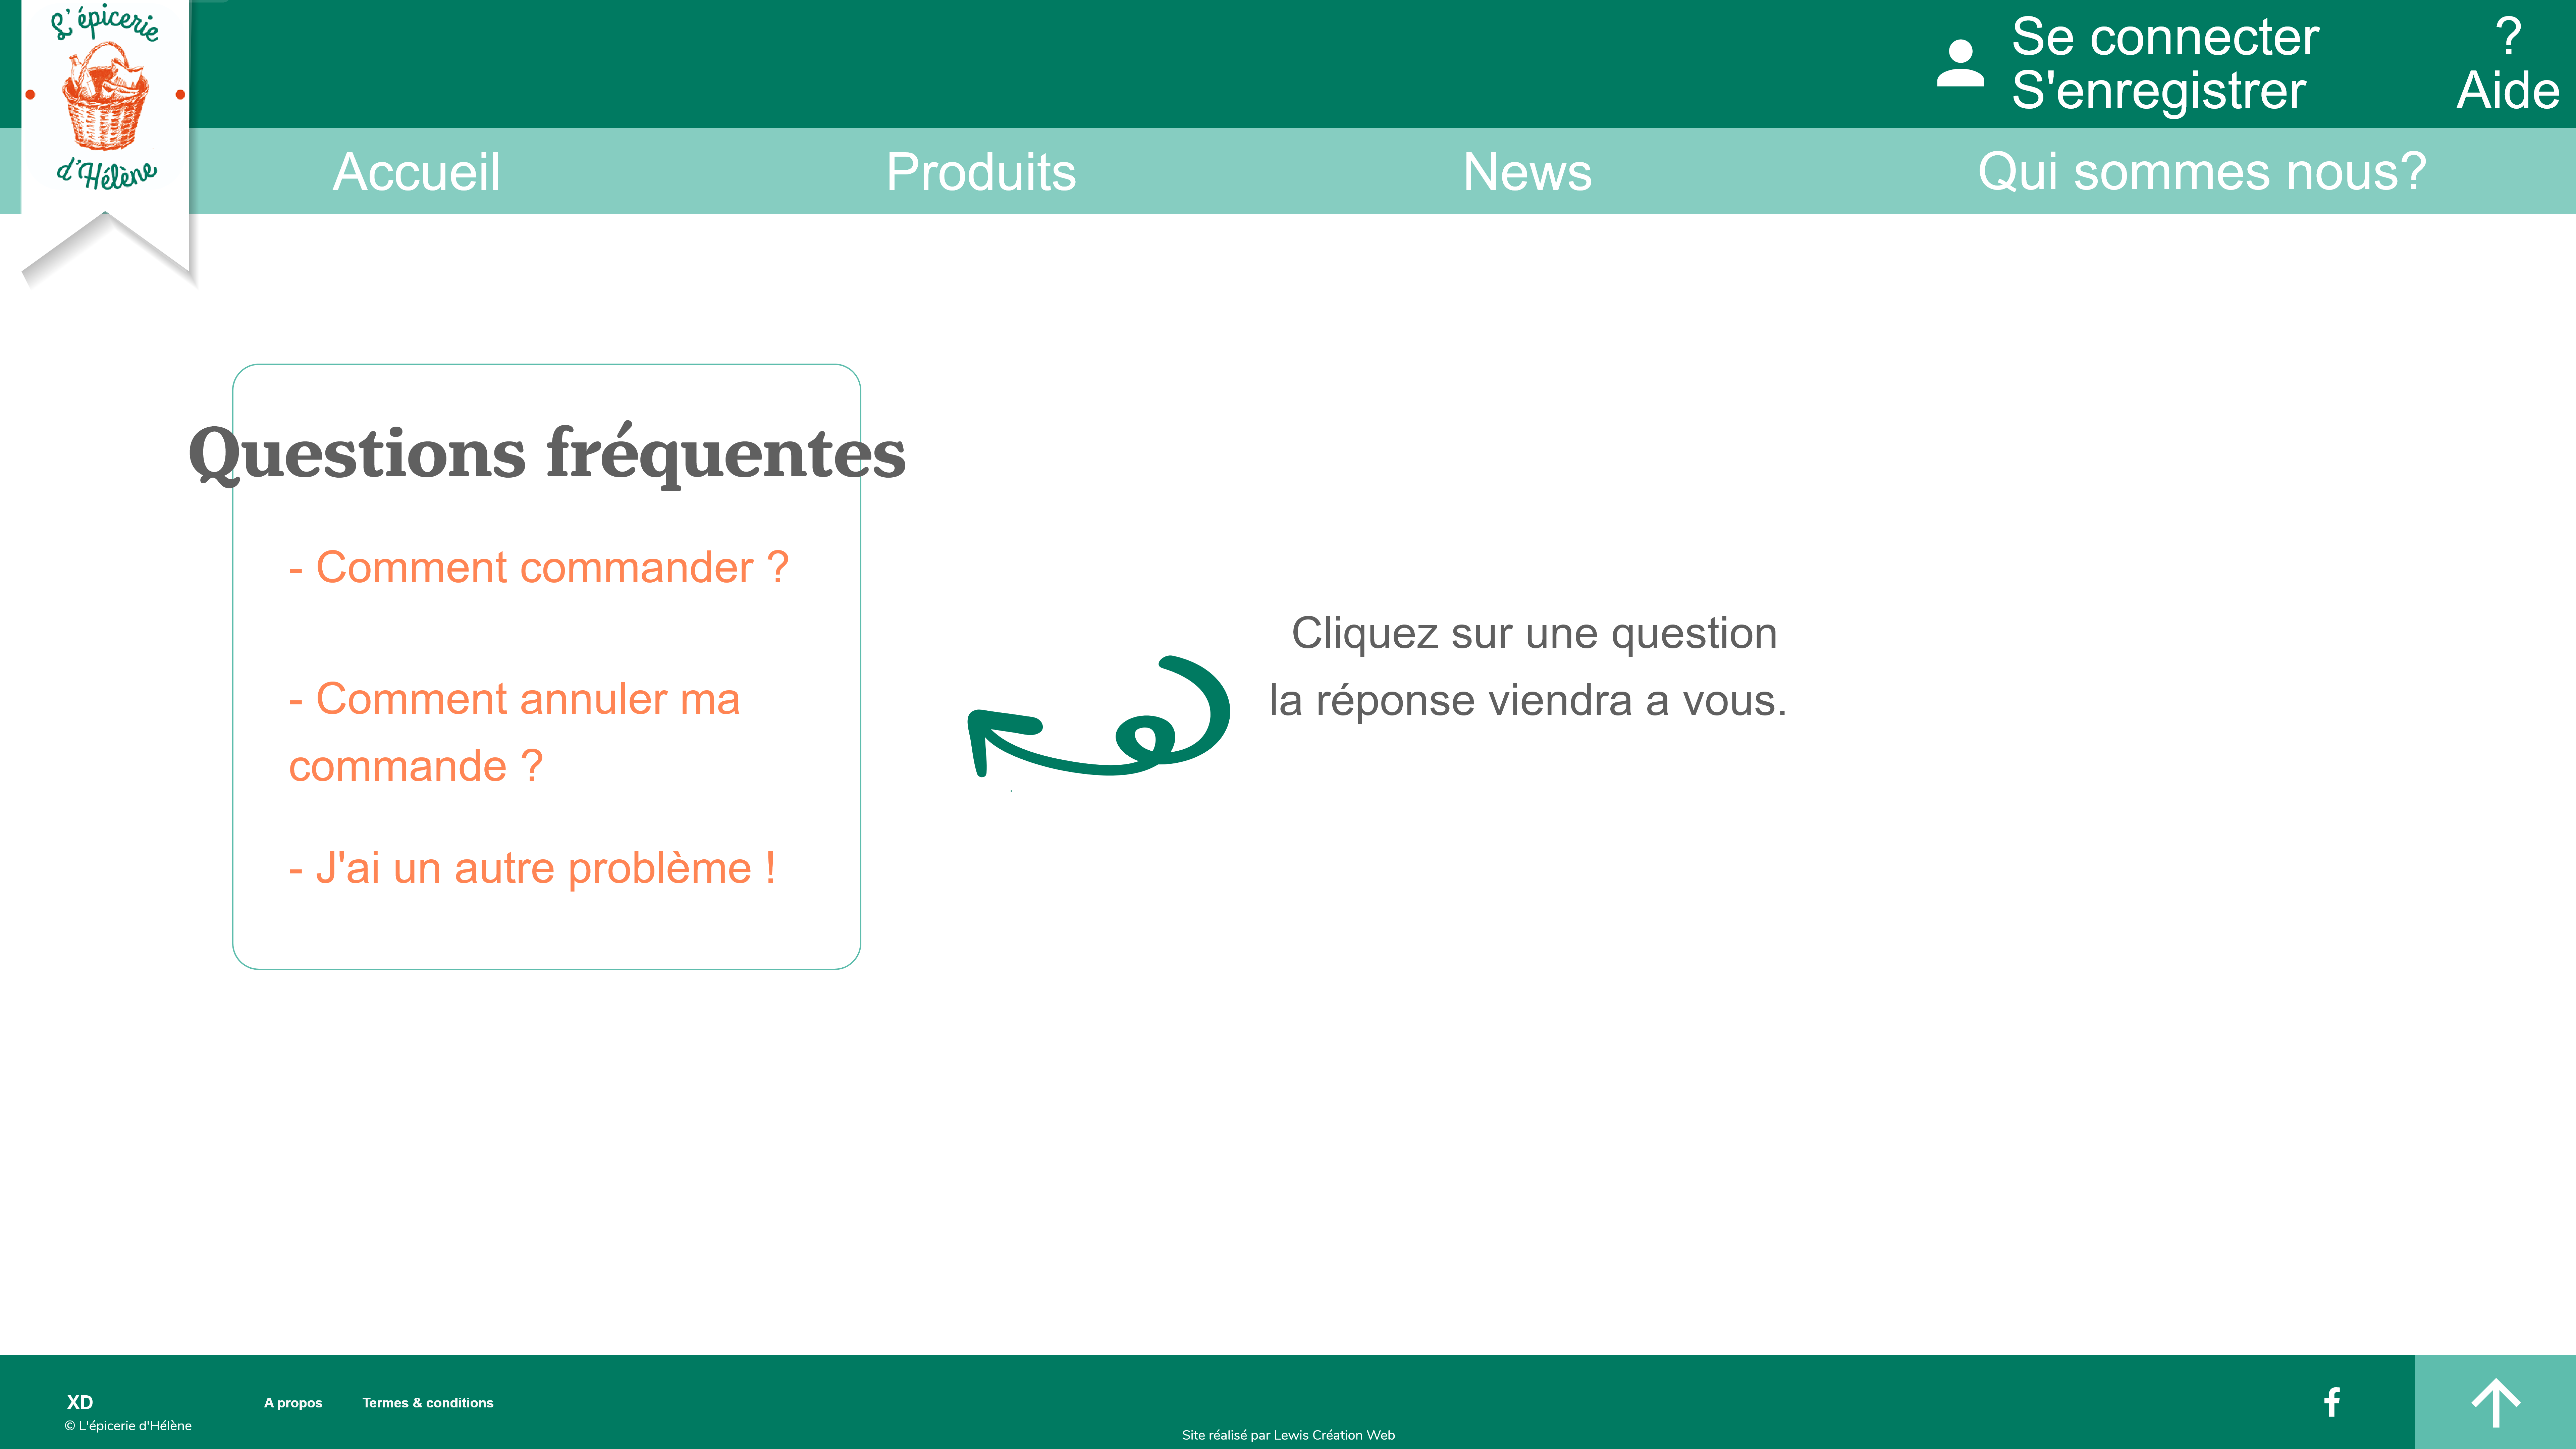 L'épicerie
d'Hélène
Se connecter
S'enregistrer
?
Aide
Accueil
Produits
News
Qui sommes nous?
Questions fréquentes
- Comment commander ?
- Comment annuler ma
commande ?
- J'ai un autre problème !
Cliquez sur une question
la réponse viendra a vous.
XD
© L'épicerie d'Hélène
A propos
Termes & conditions
Site réalisé par Lewis Création Web